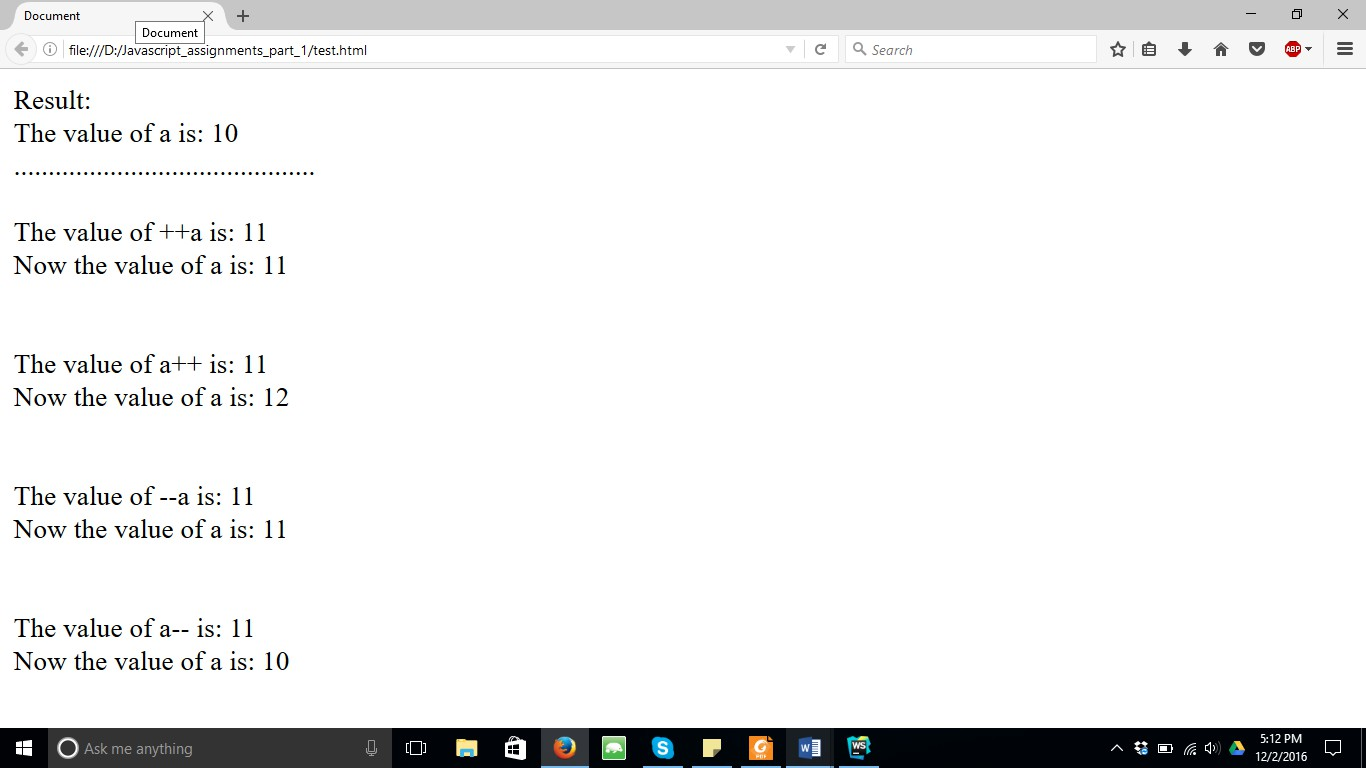 Document
Document
file:///D:/Javascript_assignments_part_1/test.html
Search
ABP
Result:
The value of a is: 10
...........................................
The value of ++a is: 11
Now the value of a is: 11
The value of a++ is: 11
Now the value of a is: 12
The value of --a is: 11
Now the value of a is: 11
The value of a-- is: 11
Now the value of a is: 10
Ask me anything
PDF
WS
5:12 PM
12/2/2016